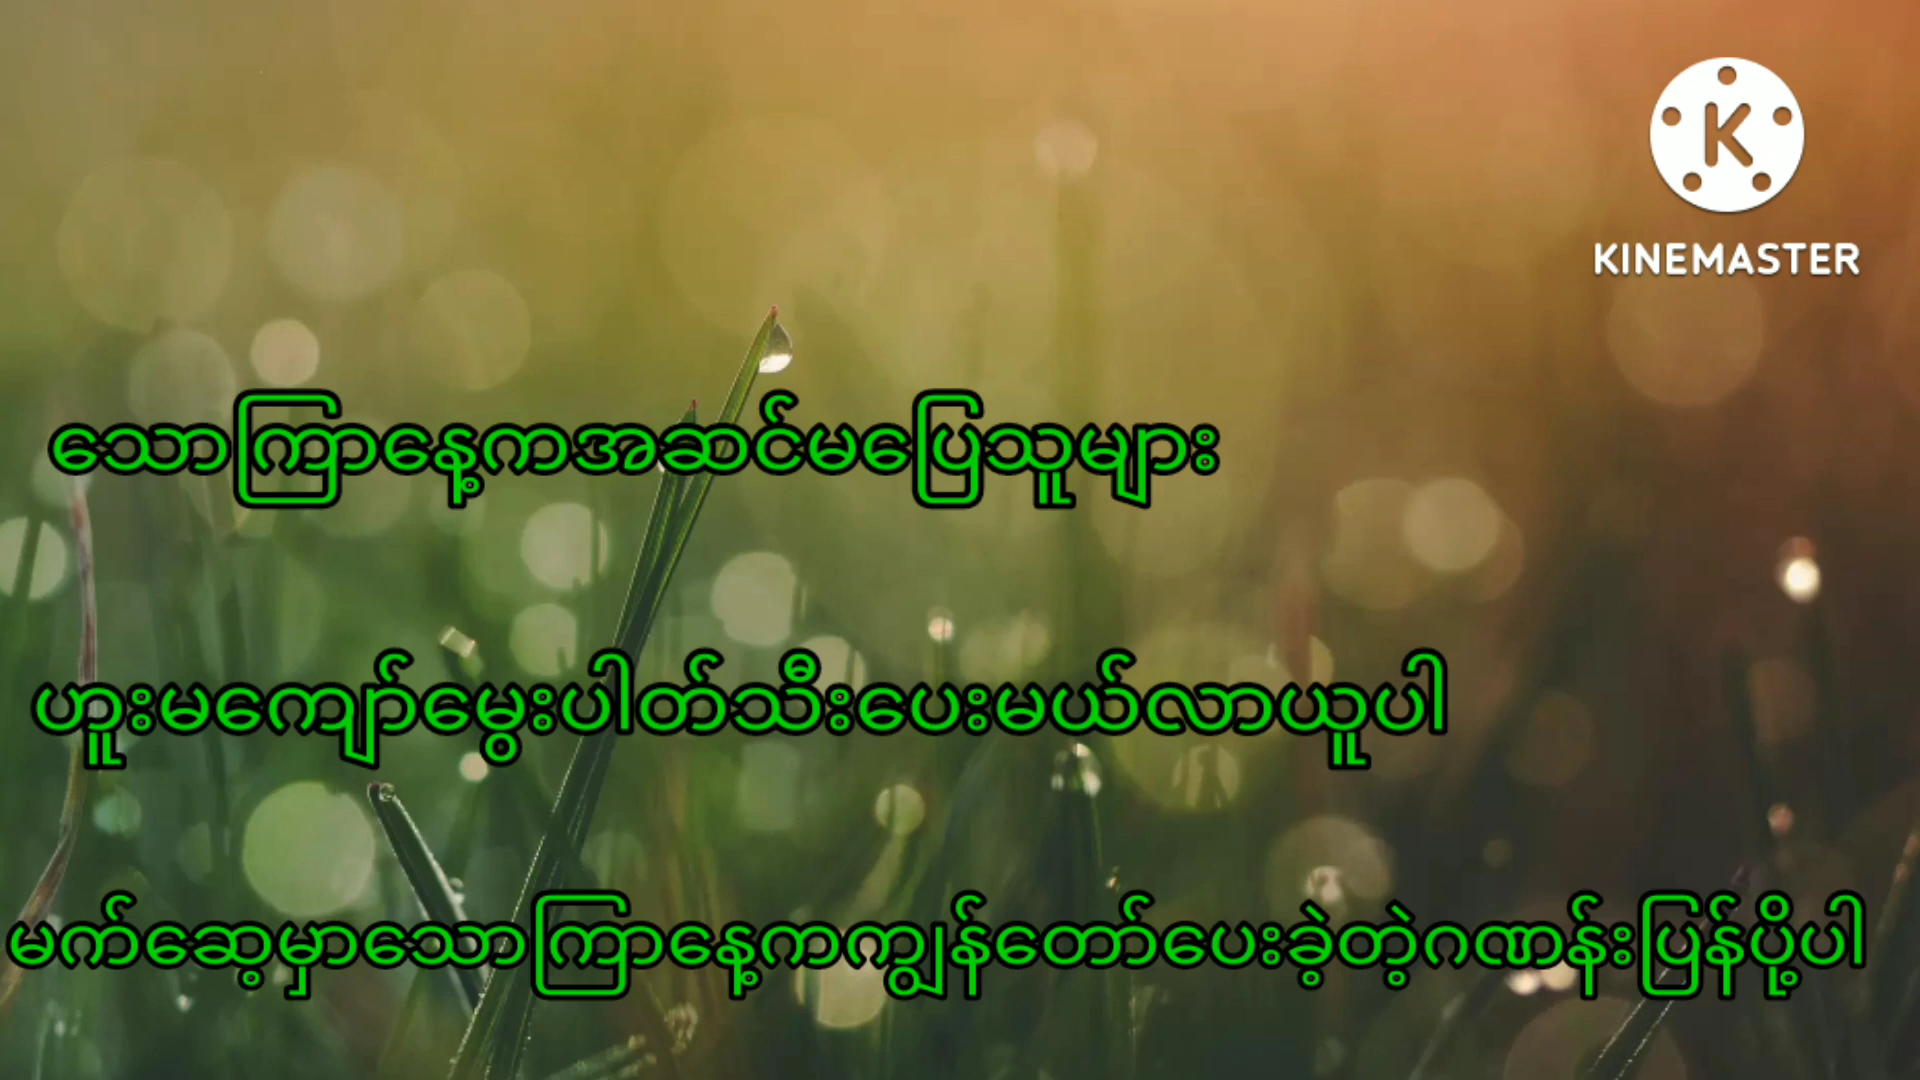 KINEMASTER
သောကြာနေ့ကအဆင်မပြေသူများ
ဟူးမကျော်မွေးပါတ်သီးပေးမယ်လာယူပါ
မက်ဆေ့မှာသောကြာနေ့ကကျွန်တော်ပေးခဲ့တဲ့ဂဏန်းပြန်ပို့ပါ